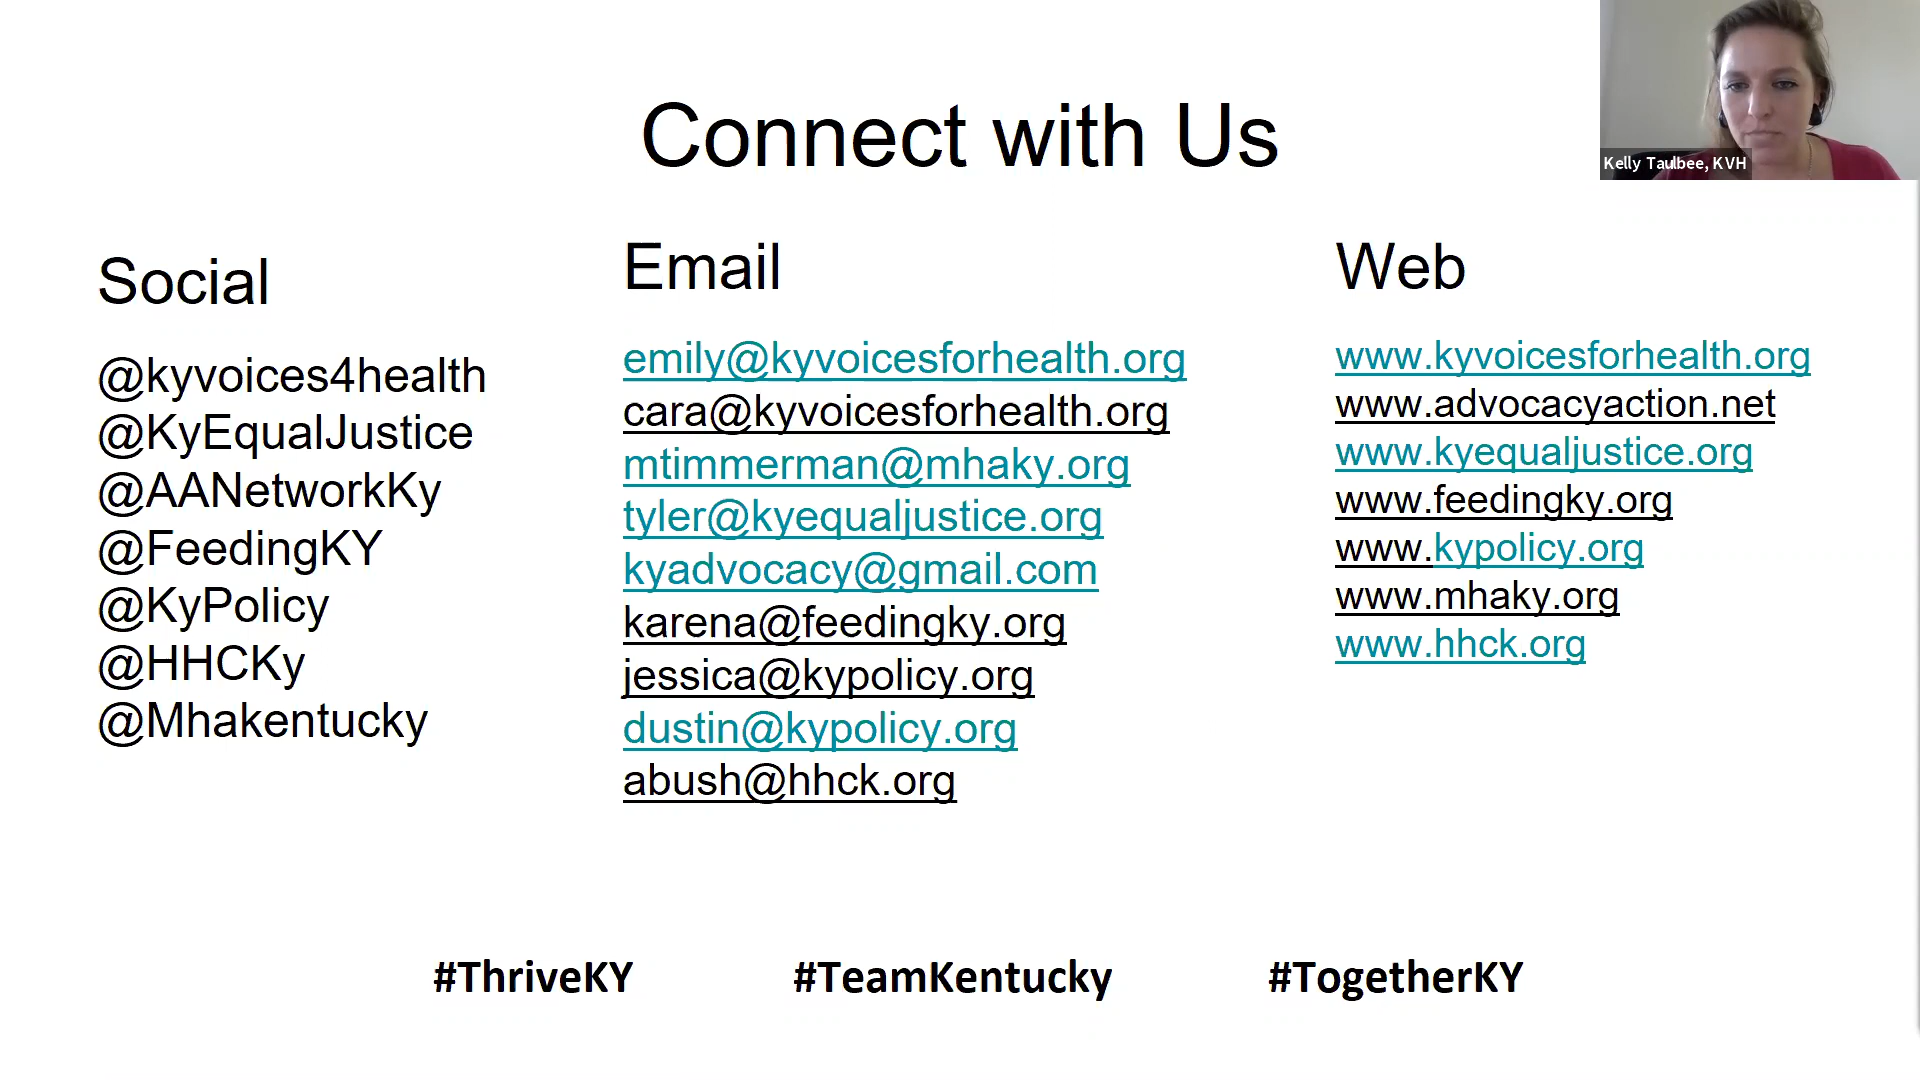 Connect with Us
Kelly Taulbee, KVH
Social
@kyvoices4health
@KyEqualJustice
@AANetworkKy
@FeedingKY
@KyPolicy
@HHCKy
@Mhakentucky
Email
emily@kyvoicesforhealth.org
cara@kyvoicesforhealth.org
mtimmerman@mhaky.org
tyler@kyequaljustice.org
kyadvocacy@gmail.com
karena@feedingky.org
jessica@kypolicy.org
dustin@kypolicy.org
abush@hhck.org
Web
www.kyvoicesforhealth.org
www.advocacyaction.net
www.kyequaljustice.org
www.feedingky.org
www.kypolicy.org
www.mhaky.org
www.hhck.org
#ThriveKY
#TeamKentucky
#TogetherKY